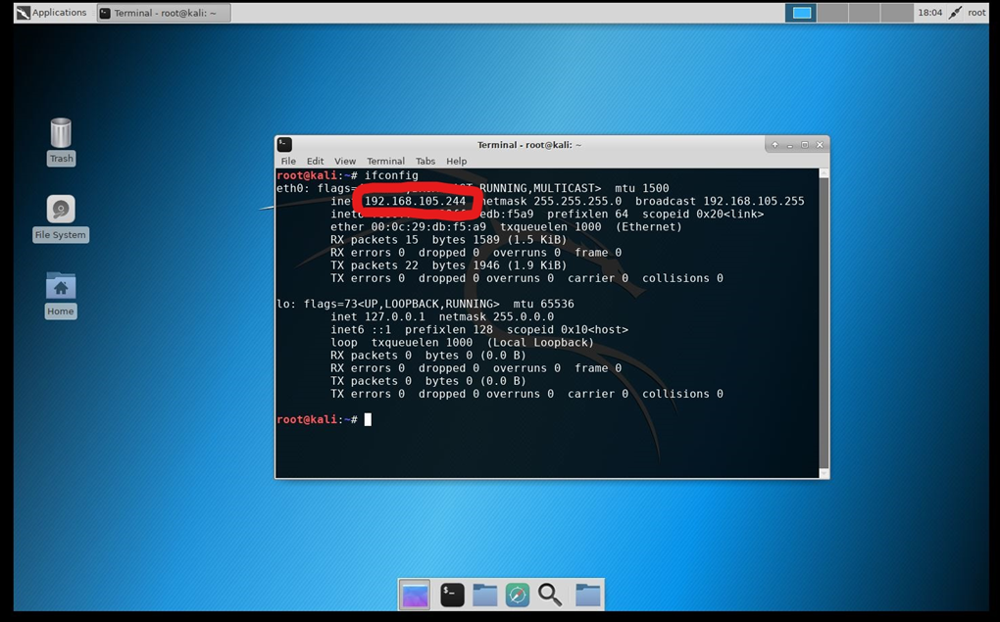 Applications
Terminal - root@kali: ~
18:04
root
Trash
File System
Home
Terminal - root@kali: ~
File Edit View Terminal Tabs Help
root@kali:~# ifconfig
eth0: flags= RUNNING,MULTICAST> mtu 1500
192.168.105.244 netmask 255.255.255.0 broadcast 192.168.105.255
inet6 prefixlen 64 scopeid 0x20<link>
ether 00:0c:29:db:f5:a9 txqueuelen 1000 (Ethernet)
RX packets 15 bytes 1589 (1.5 KiB)
RX errors 0 dropped 0 overruns 0 frame 0
TX packets 22 bytes 1946 (1.9 KiB)
TX errors 0 dropped 0 overruns 0 carrier 0 collisions 0
lo: flags=73<UP,LOOPBACK,RUNNING> mtu 65536
inet 127.0.0.1 netmask 255.0.0.0
inet6 ::1 prefixlen 128 scopeid 0x10<host>
loop txqueuelen 1000 (Local Loopback)
RX packets 0 bytes 0 (0.0 B)
RX errors 0 dropped 0 overruns 0 frame 0
TX packets 0 bytes 0 (0.0 B)
TX errors 0 dropped 0 overruns 0 carrier 0 collisions 0
root@kali:~#